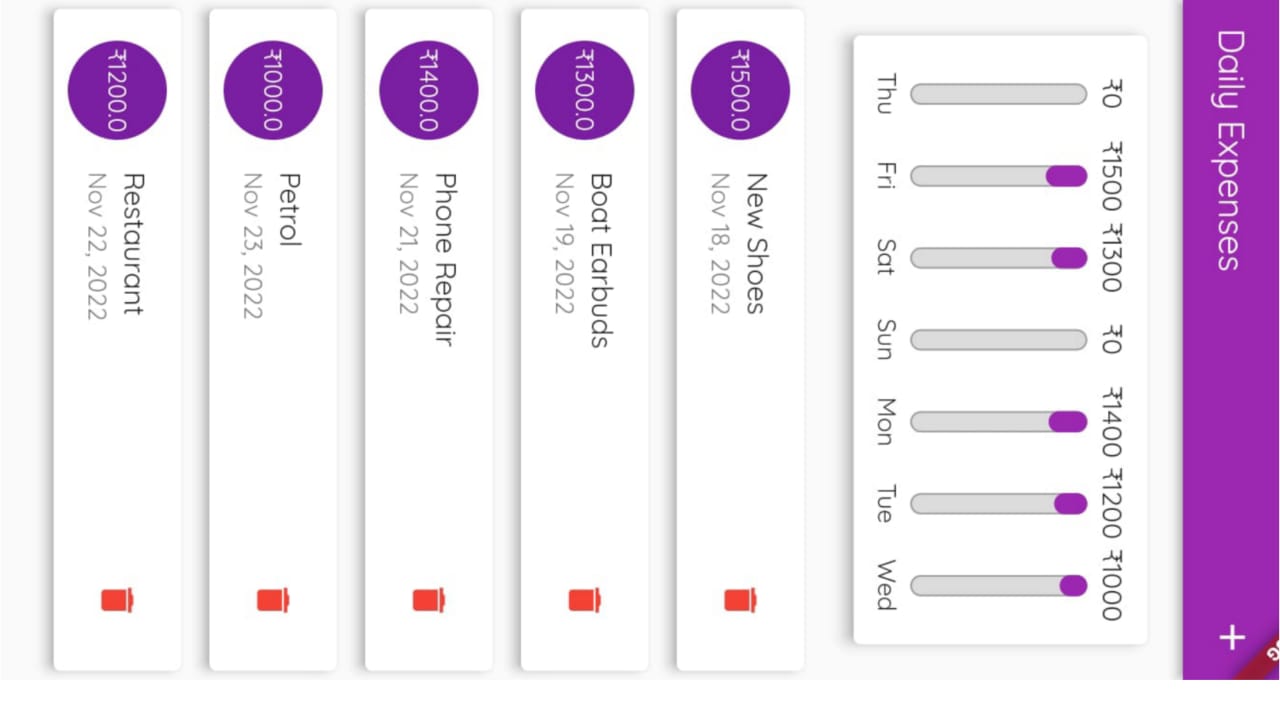 Daily Expenses
+
₹0 ₹1500 ₹1300 ₹0 ₹1400 ₹1200 ₹1000
Thu Fri Sat Sun Mon Tue Wed
₹1500.0
New Shoes
Nov 18, 2022
₹1300.0
Boat Earbuds
Nov 19, 2022
₹1400.0
Phone Repair
Nov 21, 2022
₹1000.0
Petrol
Nov 23, 2022
₹1200.0
Restaurant
Nov 22, 2022